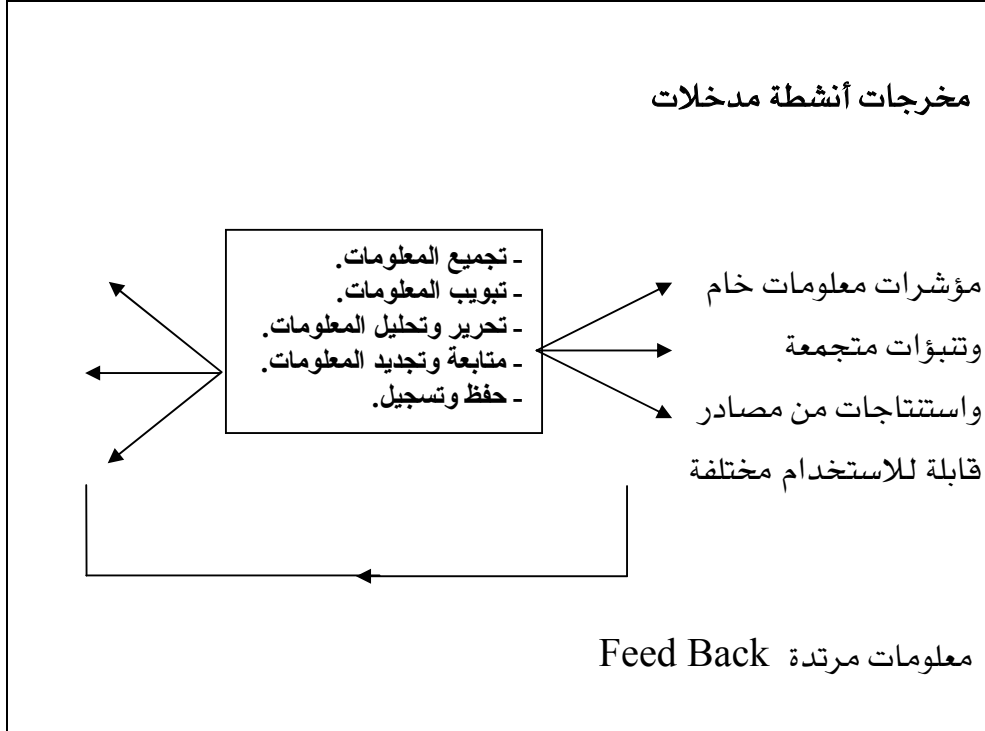 مخرجات أنشطة مدخلات
- تجميع المعلومات.
- تبويب المعلومات.
- تحرير وتحليل المعلومات.
- متابعة وتجديد المعلومات.
- حفظ وتسجيل.
مؤشرات معلومات خام
وتنبؤات متجمعة
واستنتاجات من مصادر
قابلة للاستخدام مختلفة
معلومات مرتدة Feed Back